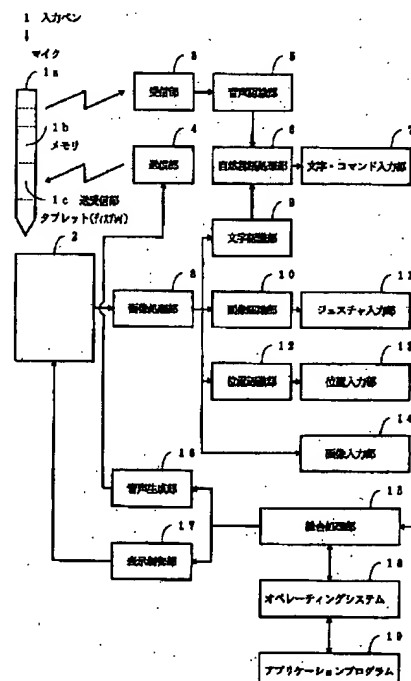 1 入力ペン
マイク
1a
1b
メモリ
1c 送受信部
タブレット(ディスプレイ)
2
3
受信部
5
音声認識部
4
送信部
6
自然言語処理部
7
文字・コマンド入力部
9
文字認識部
8
画像処理部
10
画像認識部
11
ジェスチャ入力部
12
位置認識部
13
位置入力部
14
画像入力部
16
音声生成部
15
総合処理部
17
表示制御部
18
オペレーティングシステム
19
アプリケーションプログラム